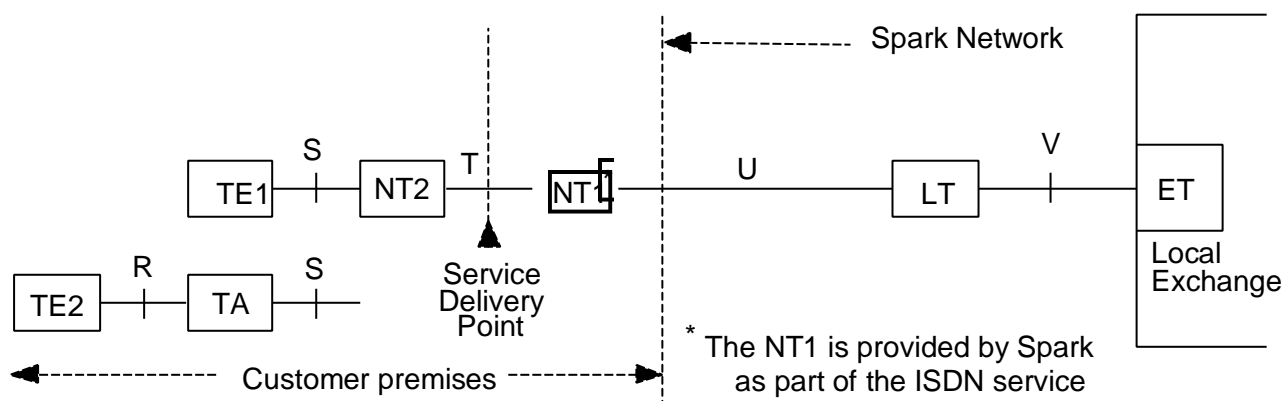 Spark Network
S
T
U
V
TE1
NT2
NT1
LT
ET
Local
Exchange
R
S
TE2
TA
Service
Delivery
Point
* The NT1 is provided by Spark
as part of the ISDN service
Customer premises